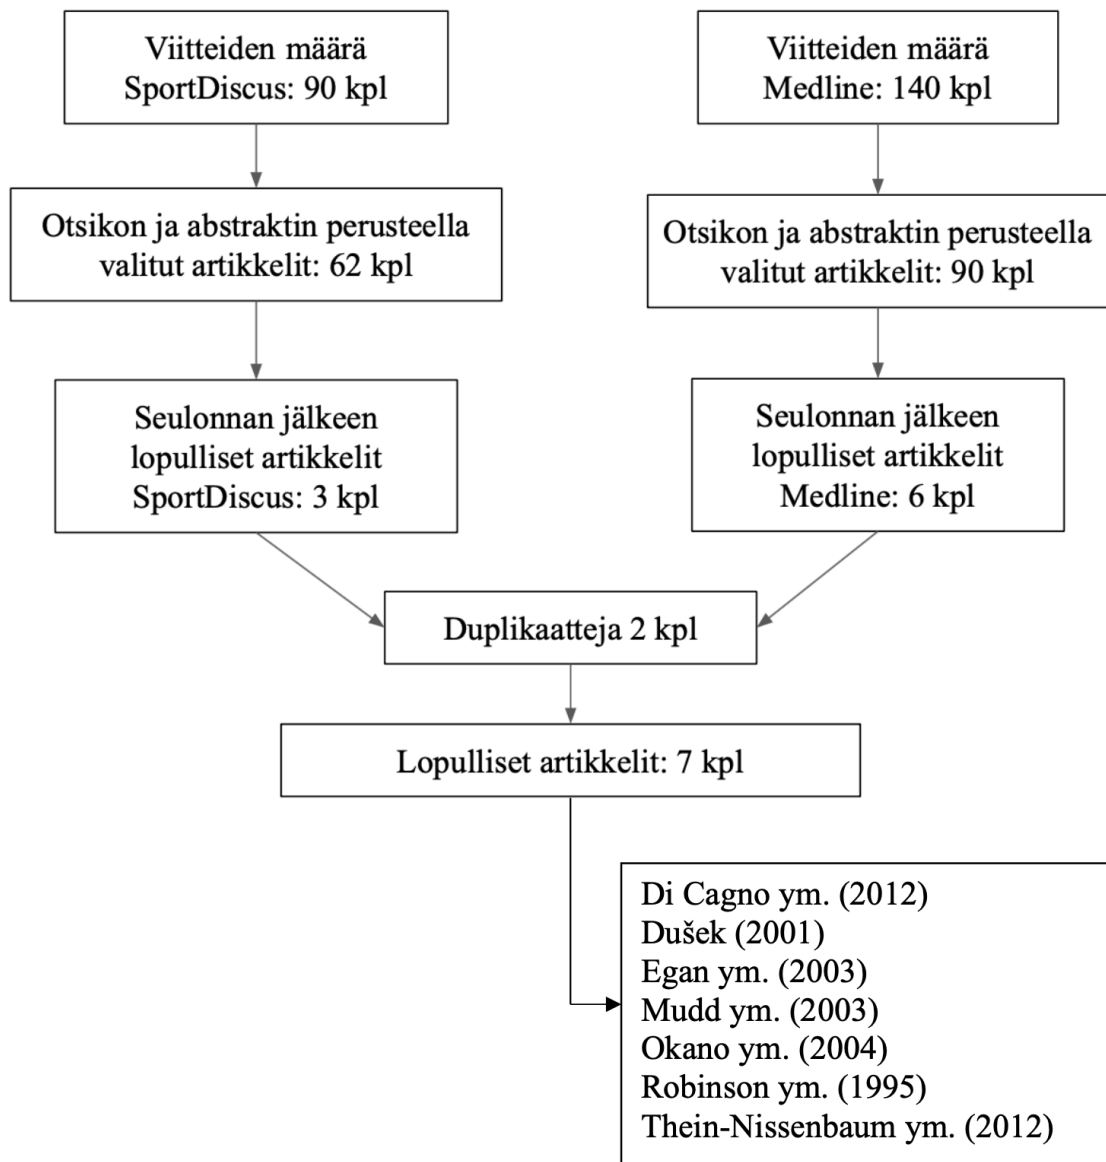 Viitteiden määrä
SportDiscus: 90 kpl
Viitteiden määrä
Medline: 140 kpl
Otsikon ja abstraktin perusteella
valitut artikkelit: 62 kpl
Otsikon ja abstraktin perusteella
valitut artikkelit: 90 kpl
Seulonnan jälkeen
lopulliset artikkelit
SportDiscus: 3 kpl
Seulonnan jälkeen
lopulliset artikkelit
Medline: 6 kpl
Duplikaatteja 2 kpl
Lopulliset artikkelit: 7 kpl
Di Cagno ym. (2012)
Dušek (2001)
Egan ym. (2003)
Mudd ym. (2003)
Okano ym. (2004)
Robinson ym. (1995)
Thein-Nissenbaum ym. (2012)